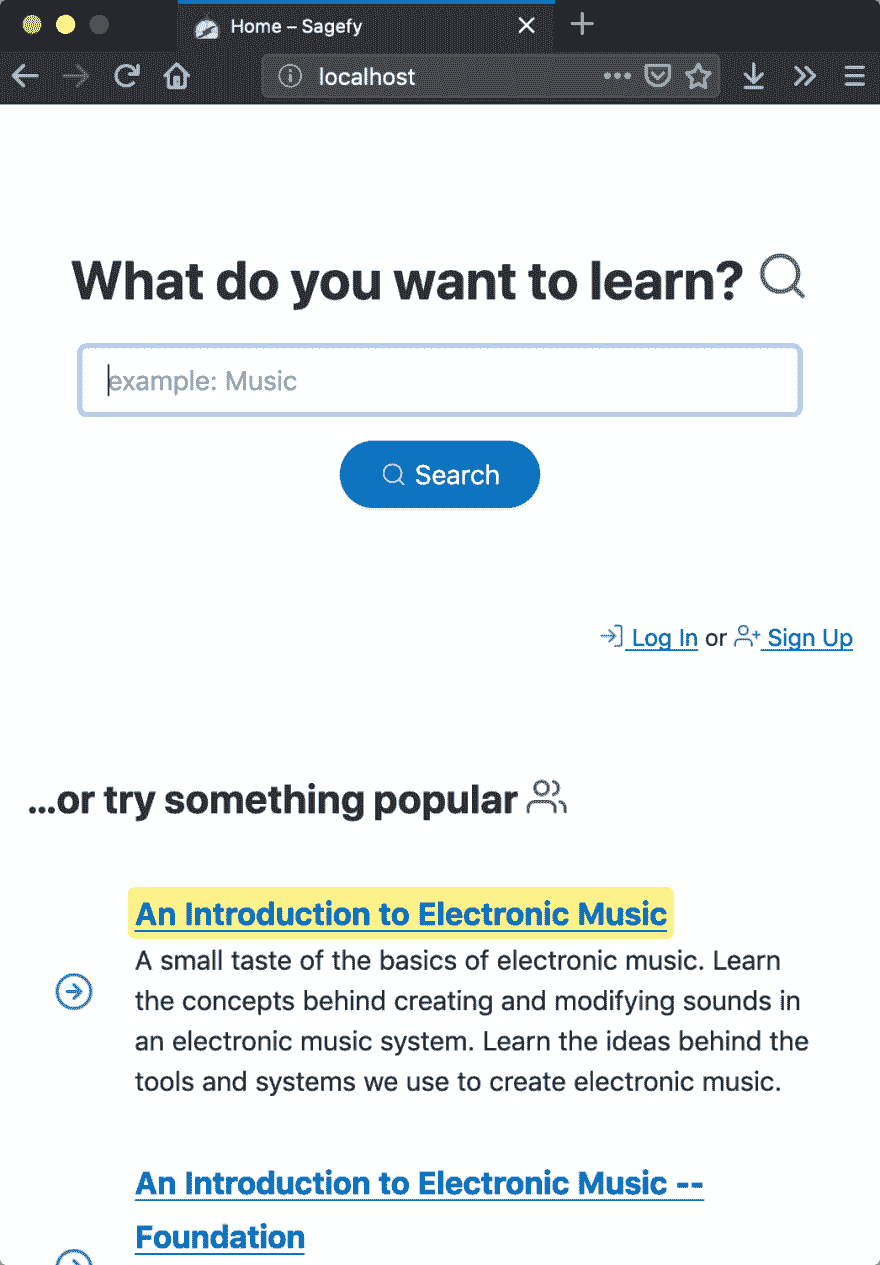 Home – Sagefy
localhost
What do you want to learn?
example: Music
Search
Log In or Sign Up
...or try something popular
An Introduction to Electronic Music
A small taste of the basics of electronic music. Learn
the concepts behind creating and modifying sounds in
an electronic music system. Learn the ideas behind the
tools and systems we use to create electronic music.
An Introduction to Electronic Music --
Foundation